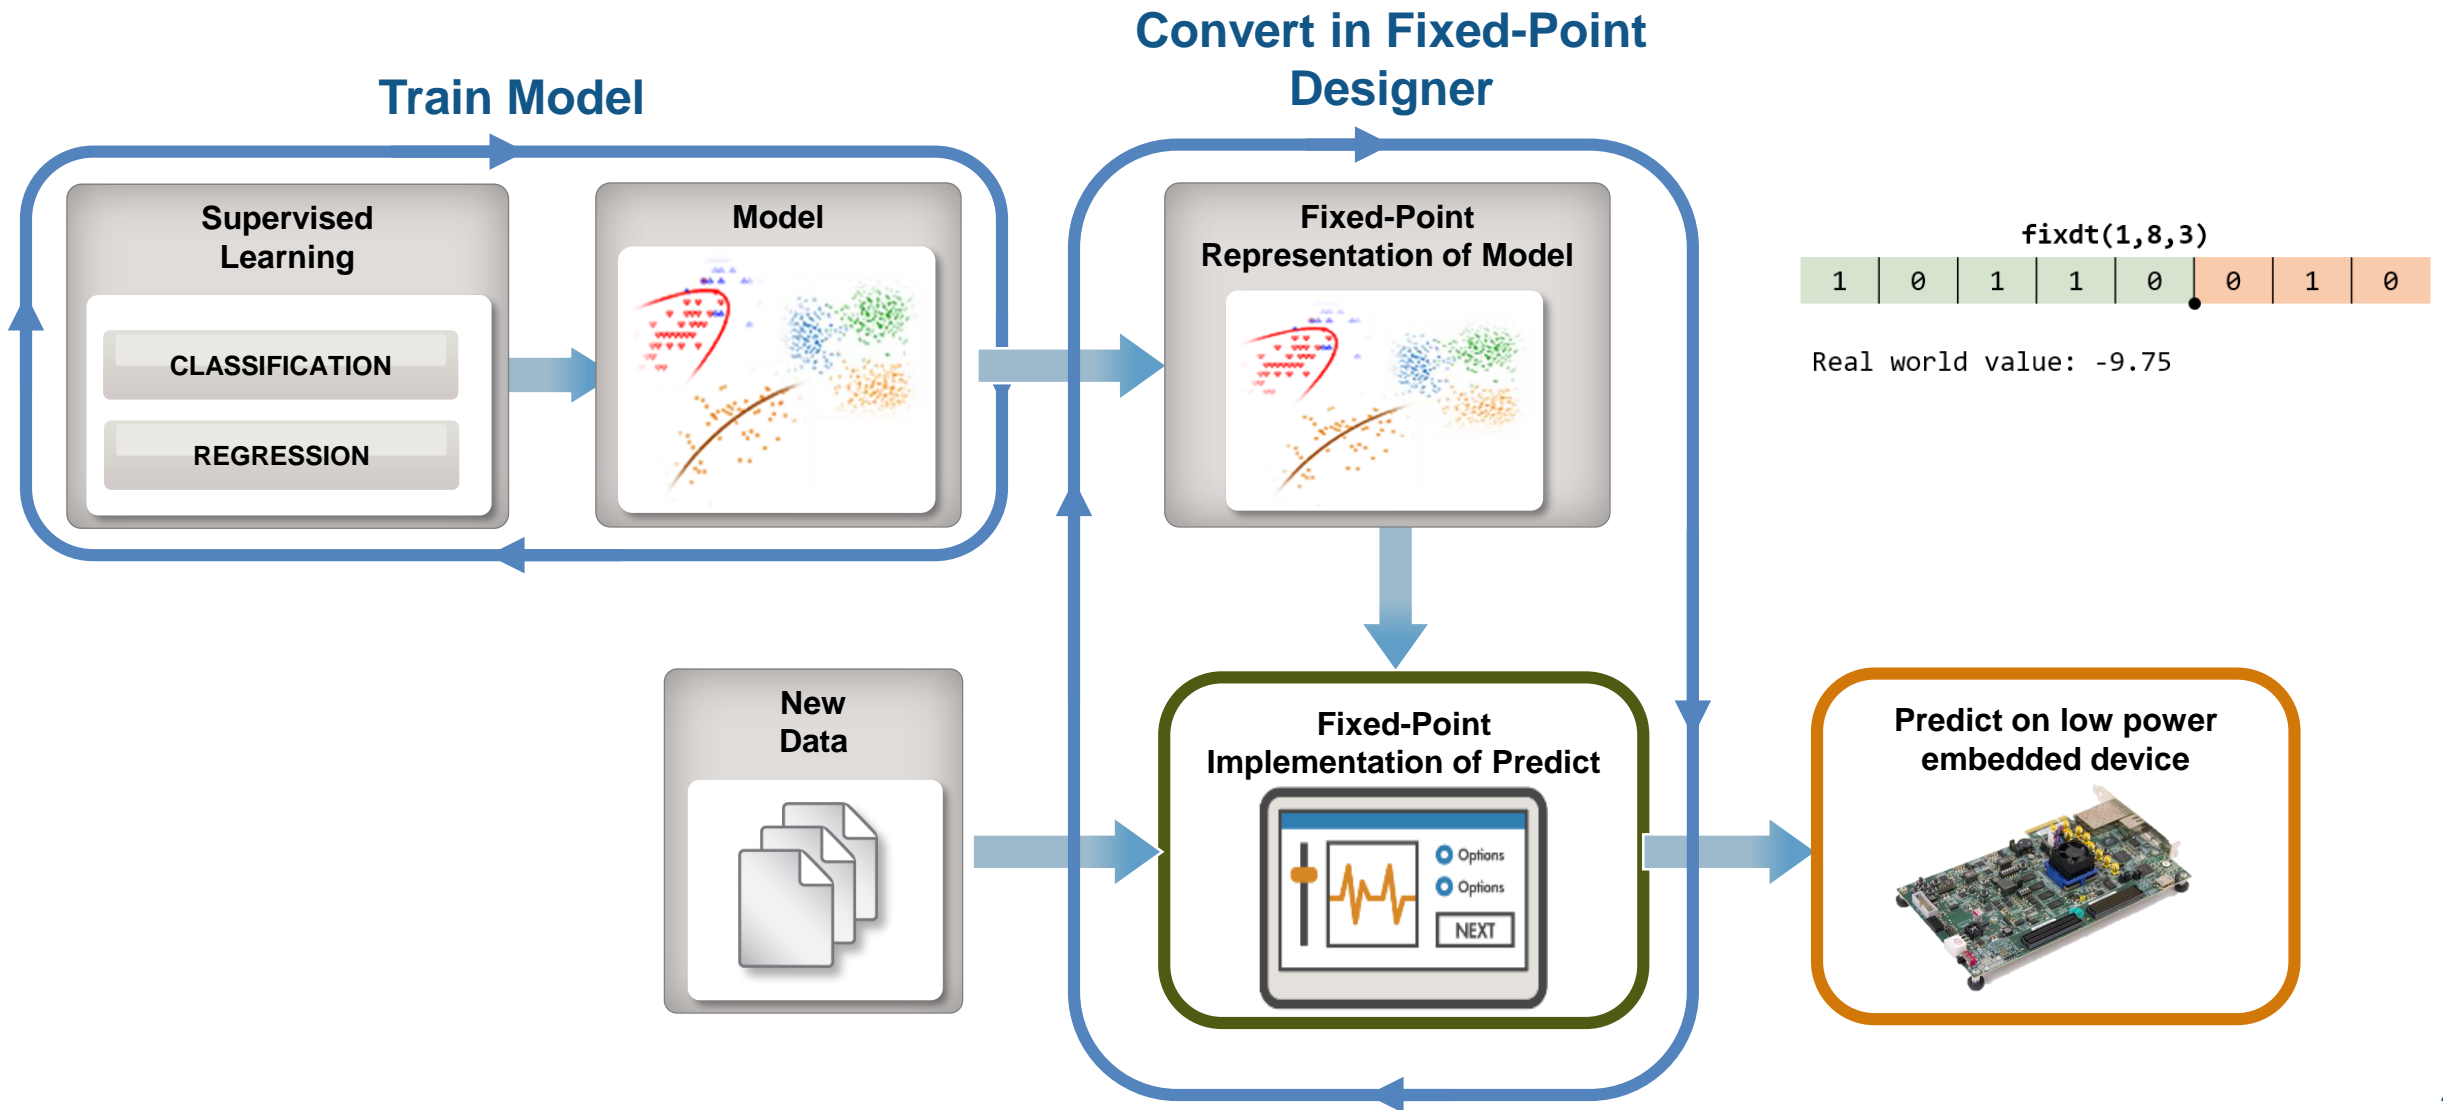 Convert in Fixed-Point
Designer
Train Model
Supervised
Learning
CLASSIFICATION
REGRESSION
Model
Fixed-Point
Representation of Model
fixdt(1,8,3)
1 0 1 1 0 0 1 0
Real world value: -9.75
New
Data
Fixed-Point
Implementation of Predict
Options
Options
NEXT
Predict on low power
embedded device